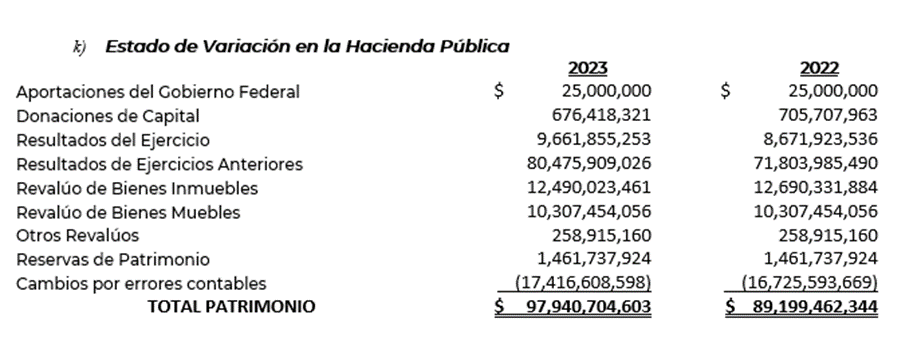 k) Estado de Variación en la Hacienda Pública
2023 2022
Aportaciones del Gobierno Federal $ 25,000,000 $ 25,000,000
Donaciones de Capital 676,418,321 705,707,963
Resultados del Ejercicio 9,661,855,253 8,671,923,536
Resultados de Ejercicios Anteriores 80,475,909,026 71,803,985,490
Revalúo de Bienes Inmuebles 12,490,023,461 12,690,331,884
Revalúo de Bienes Muebles 10,307,454,056 10,307,454,056
Otros Revalúos 258,915,160 258,915,160
Reservas de Patrimonio 1,461,737,924 1,461,737,924
Cambios por errores contables (17,416,608,598) (16,725,593,669)
TOTAL PATRIMONIO $ 97,940,704,603 $ 89,199,462,344